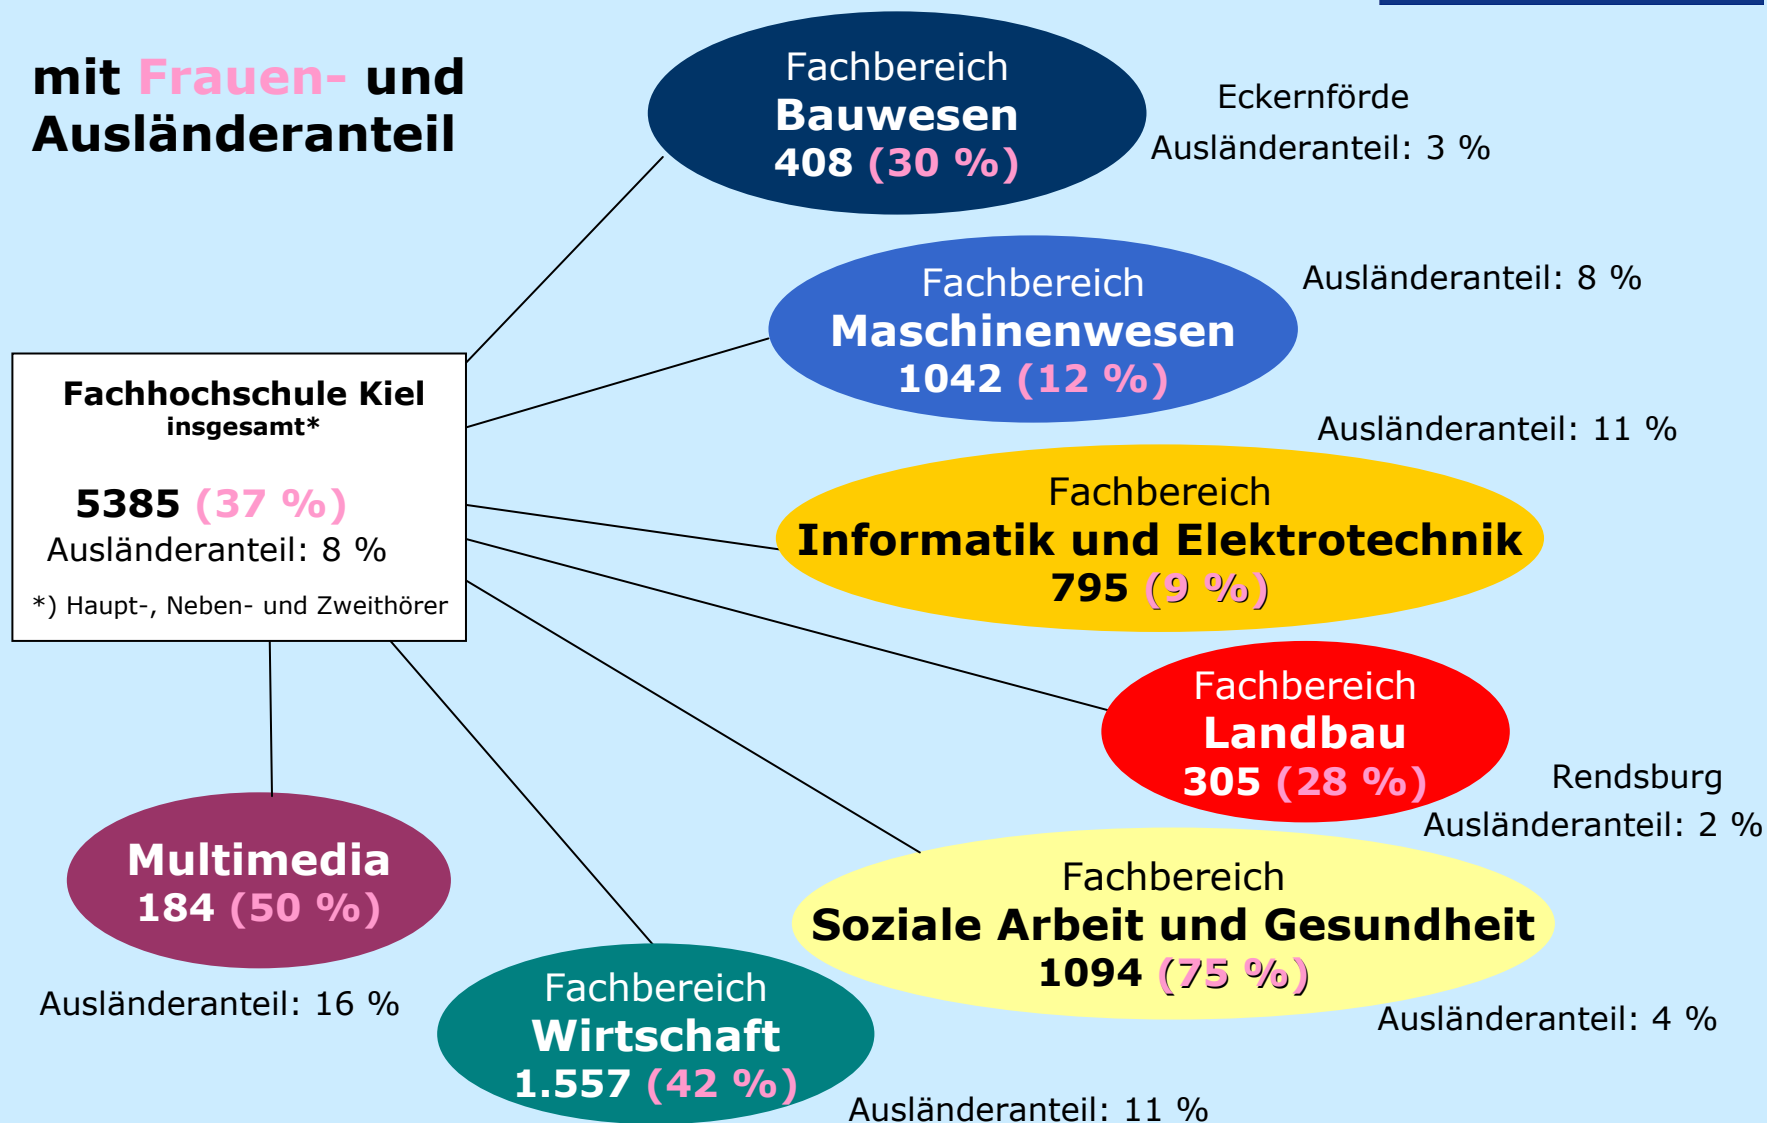 mit Frauen- und
Ausländeranteil
Fachbereich
Bauwesen
408 (30 %)
Eckernförde
Ausländeranteil: 3 %
Fachbereich
Maschinenwesen
1042 (12 %)
Ausländeranteil: 8 %
Fachhochschule Kiel
insgesamt*
5385 (37 %)
Ausländeranteil: 8 %
*) Haupt-, Neben- und Zweithörer
Ausländeranteil: 11 %
Fachbereich
Informatik und Elektrotechnik
795 (9 %)
Fachbereich
Landbau
305 (28 %)
Rendsburg
Ausländeranteil: 2 %
Fachbereich
Soziale Arbeit und Gesundheit
1094 (75 %)
Ausländeranteil: 4 %
Multimedia
184 (50 %)
Ausländeranteil: 16 %
Fachbereich
Wirtschaft
1.557 (42 %)
Ausländeranteil: 11 %